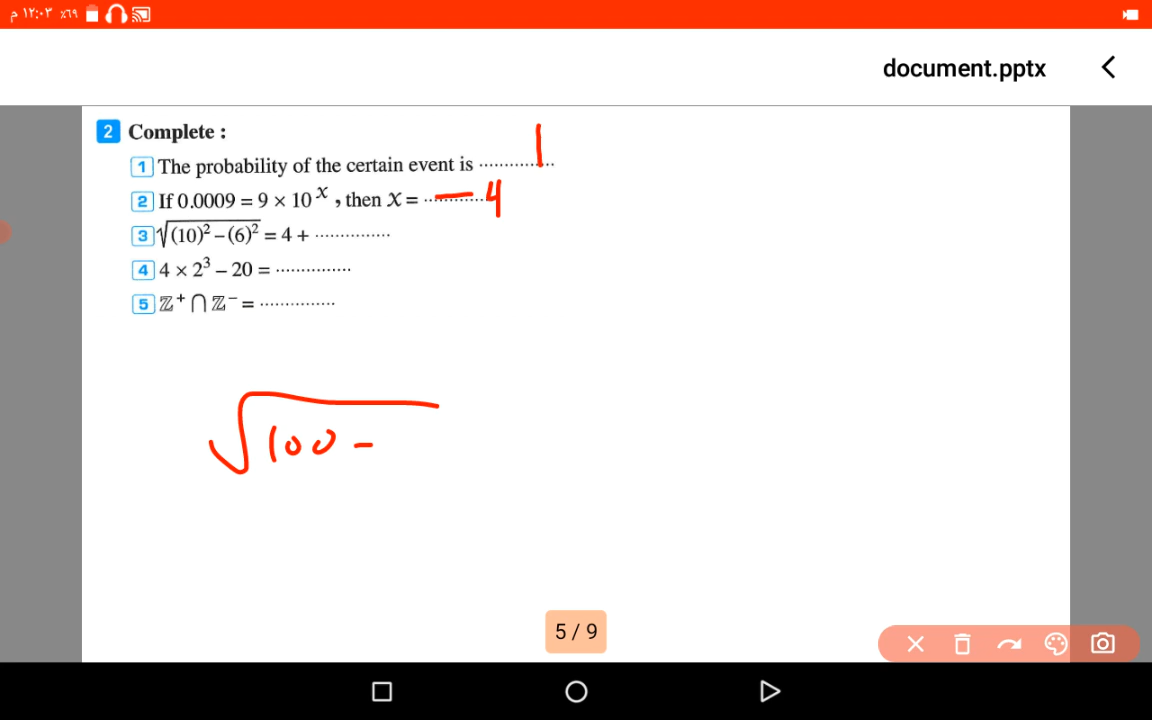 م ١٢:٠٣ ٪٦٩
document.pptx
2 Complete :
1 The probability of the certain event is .............. 1
2 If 0.0009 = 9 × 10^x , then x = ........... − 4
3 √(10)² − (6)² = 4 + ..............
4 4 × 2³ − 20 = ..............
5 ℤ⁺ ∩ ℤ⁻ = ..............
√100 −
5 / 9